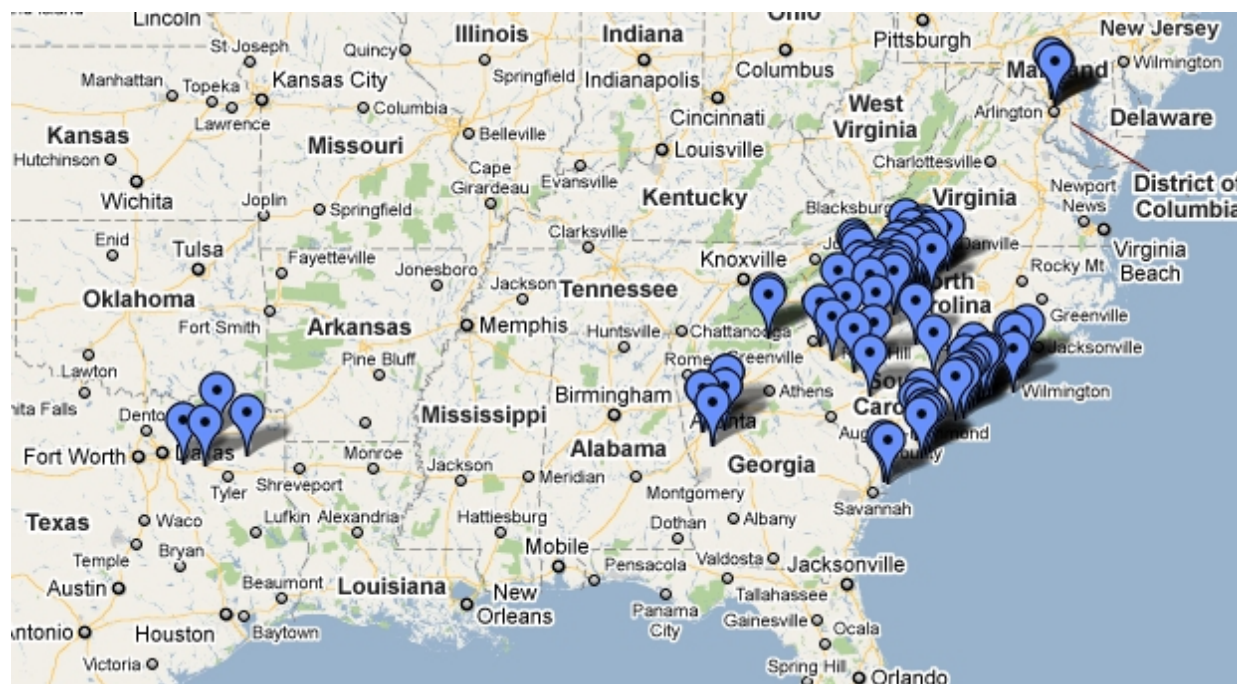 Lincoln
Illinois
Indiana
Ohio
Pittsburgh
New Jersey
St Joseph
Quincy
Springfield
Indianapolis
Columbus
Maryland
Wilmington
Manhattan
Topeka
Kansas City
Columbia
Lawrence
Cincinnati
West
Virginia
Arlington
Delaware
Kansas
Hutchinson
Missouri
Belleville
Louisville
Charlottesville
Wichita
Cape
Girardeau
Evansville
Kentucky
Newport
News
District of
Columbia
Joplin
Springfield
Blacksburg
Virginia
Virginia
Beach
Enid
Tulsa
Clarksville
Danville
Fayetteville
Jonesboro
Knoxville
Rocky Mt
Oklahoma
Jackson
Tennessee
Greenville
Fort Smith
Arkansas
Memphis
Huntsville
Chattanooga
Jacksonville
Lawton
Pine Bluff
Rome
Greenville
Athens
Wilmington
Birmingham
Atlanta
Mississippi
Alabama
Fort Worth
Dallas
Monroe
Georgia
Tyler
Shreveport
Jackson
Meridian
Montgomery
Savannah
Texas
Waco
Lufkin
Alexandria
Hattiesburg
Dothan
Albany
Temple
Bryan
Mobile
Valdosta
Jacksonville
Austin
Beaumont
Louisiana
New
Orleans
Pensacola
Tallahassee
Panama
City
Gainesville
Ocala
Houston
Baytown
Victoria
Spring Hill
Orlando